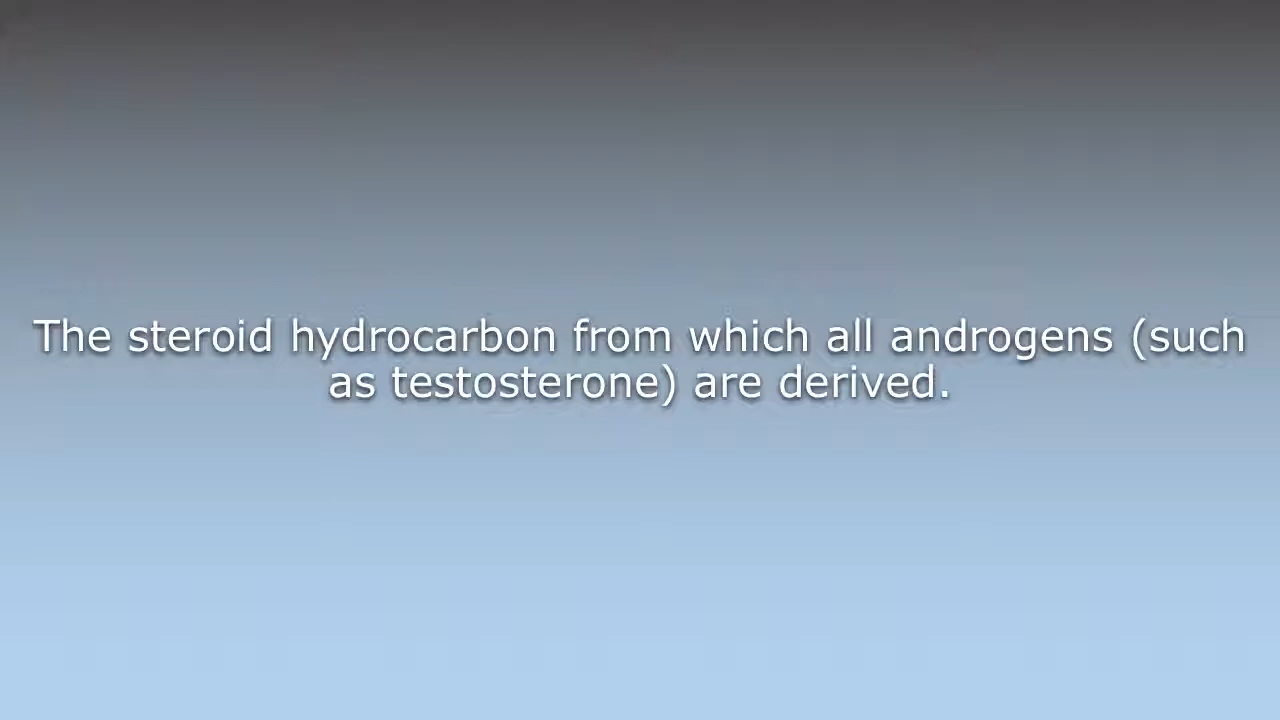 The steroid hydrocarbon from which all androgens (such
as testosterone) are derived.